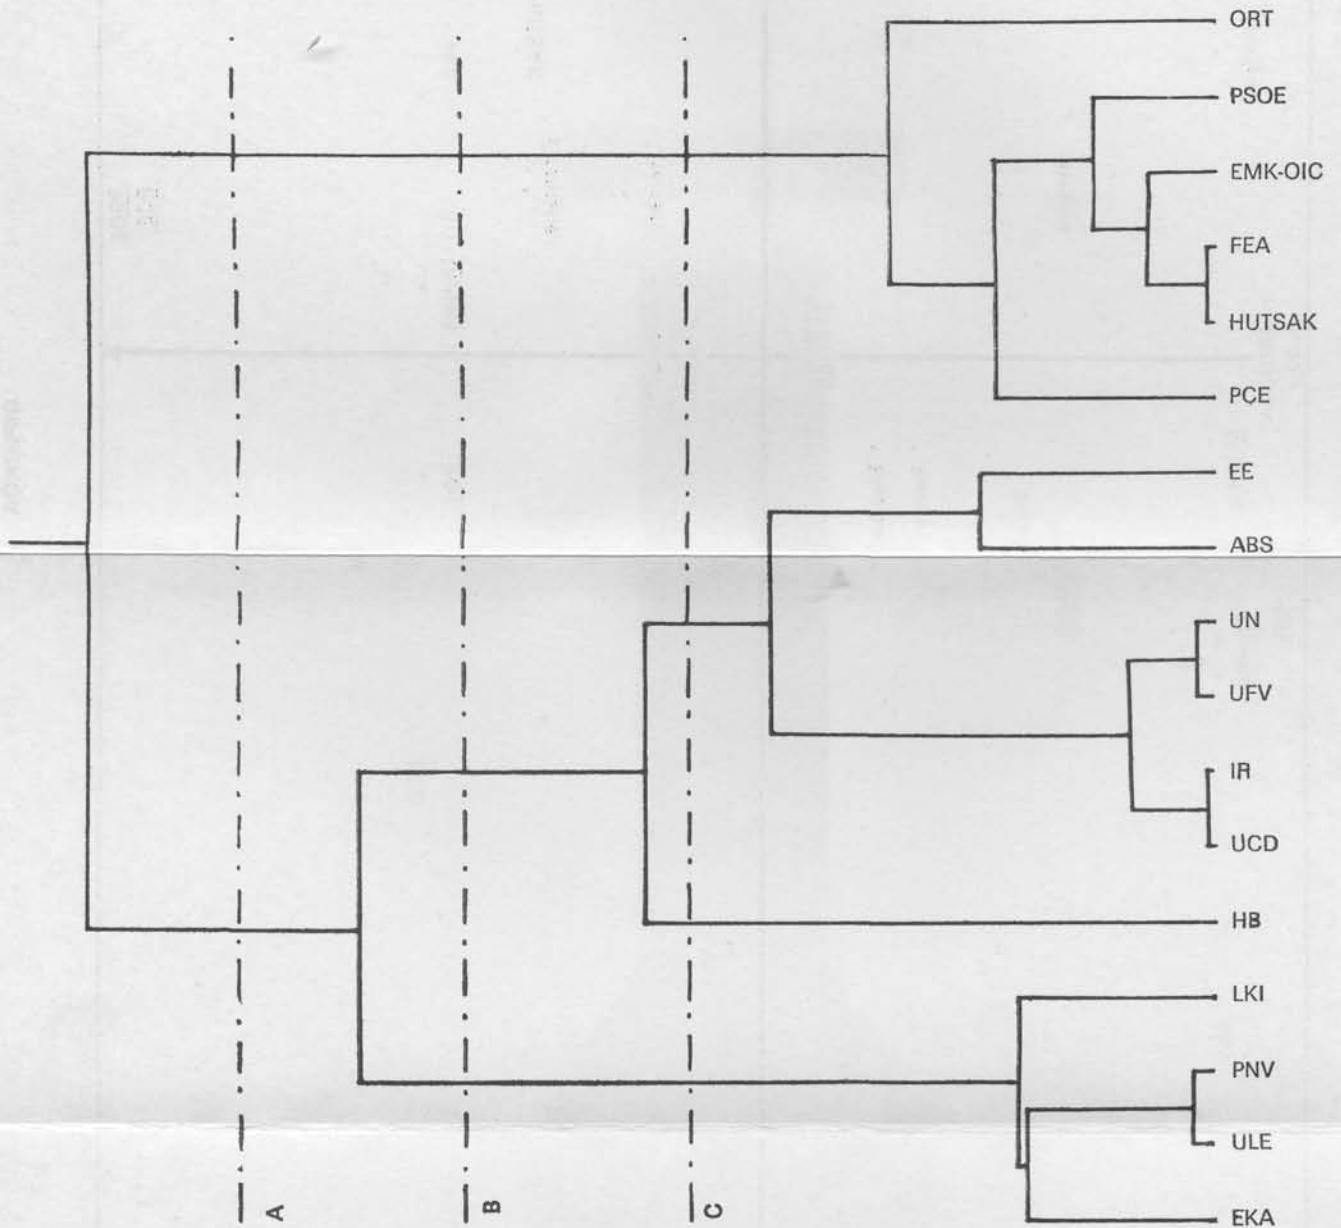 ORT
PSOE
EMK-OIC
FEA
HUTSAK
PCE
EE
ABS
UN
UFV
IR
UCD
HB
LKI
PNV
ULE
EKA
A
B
C